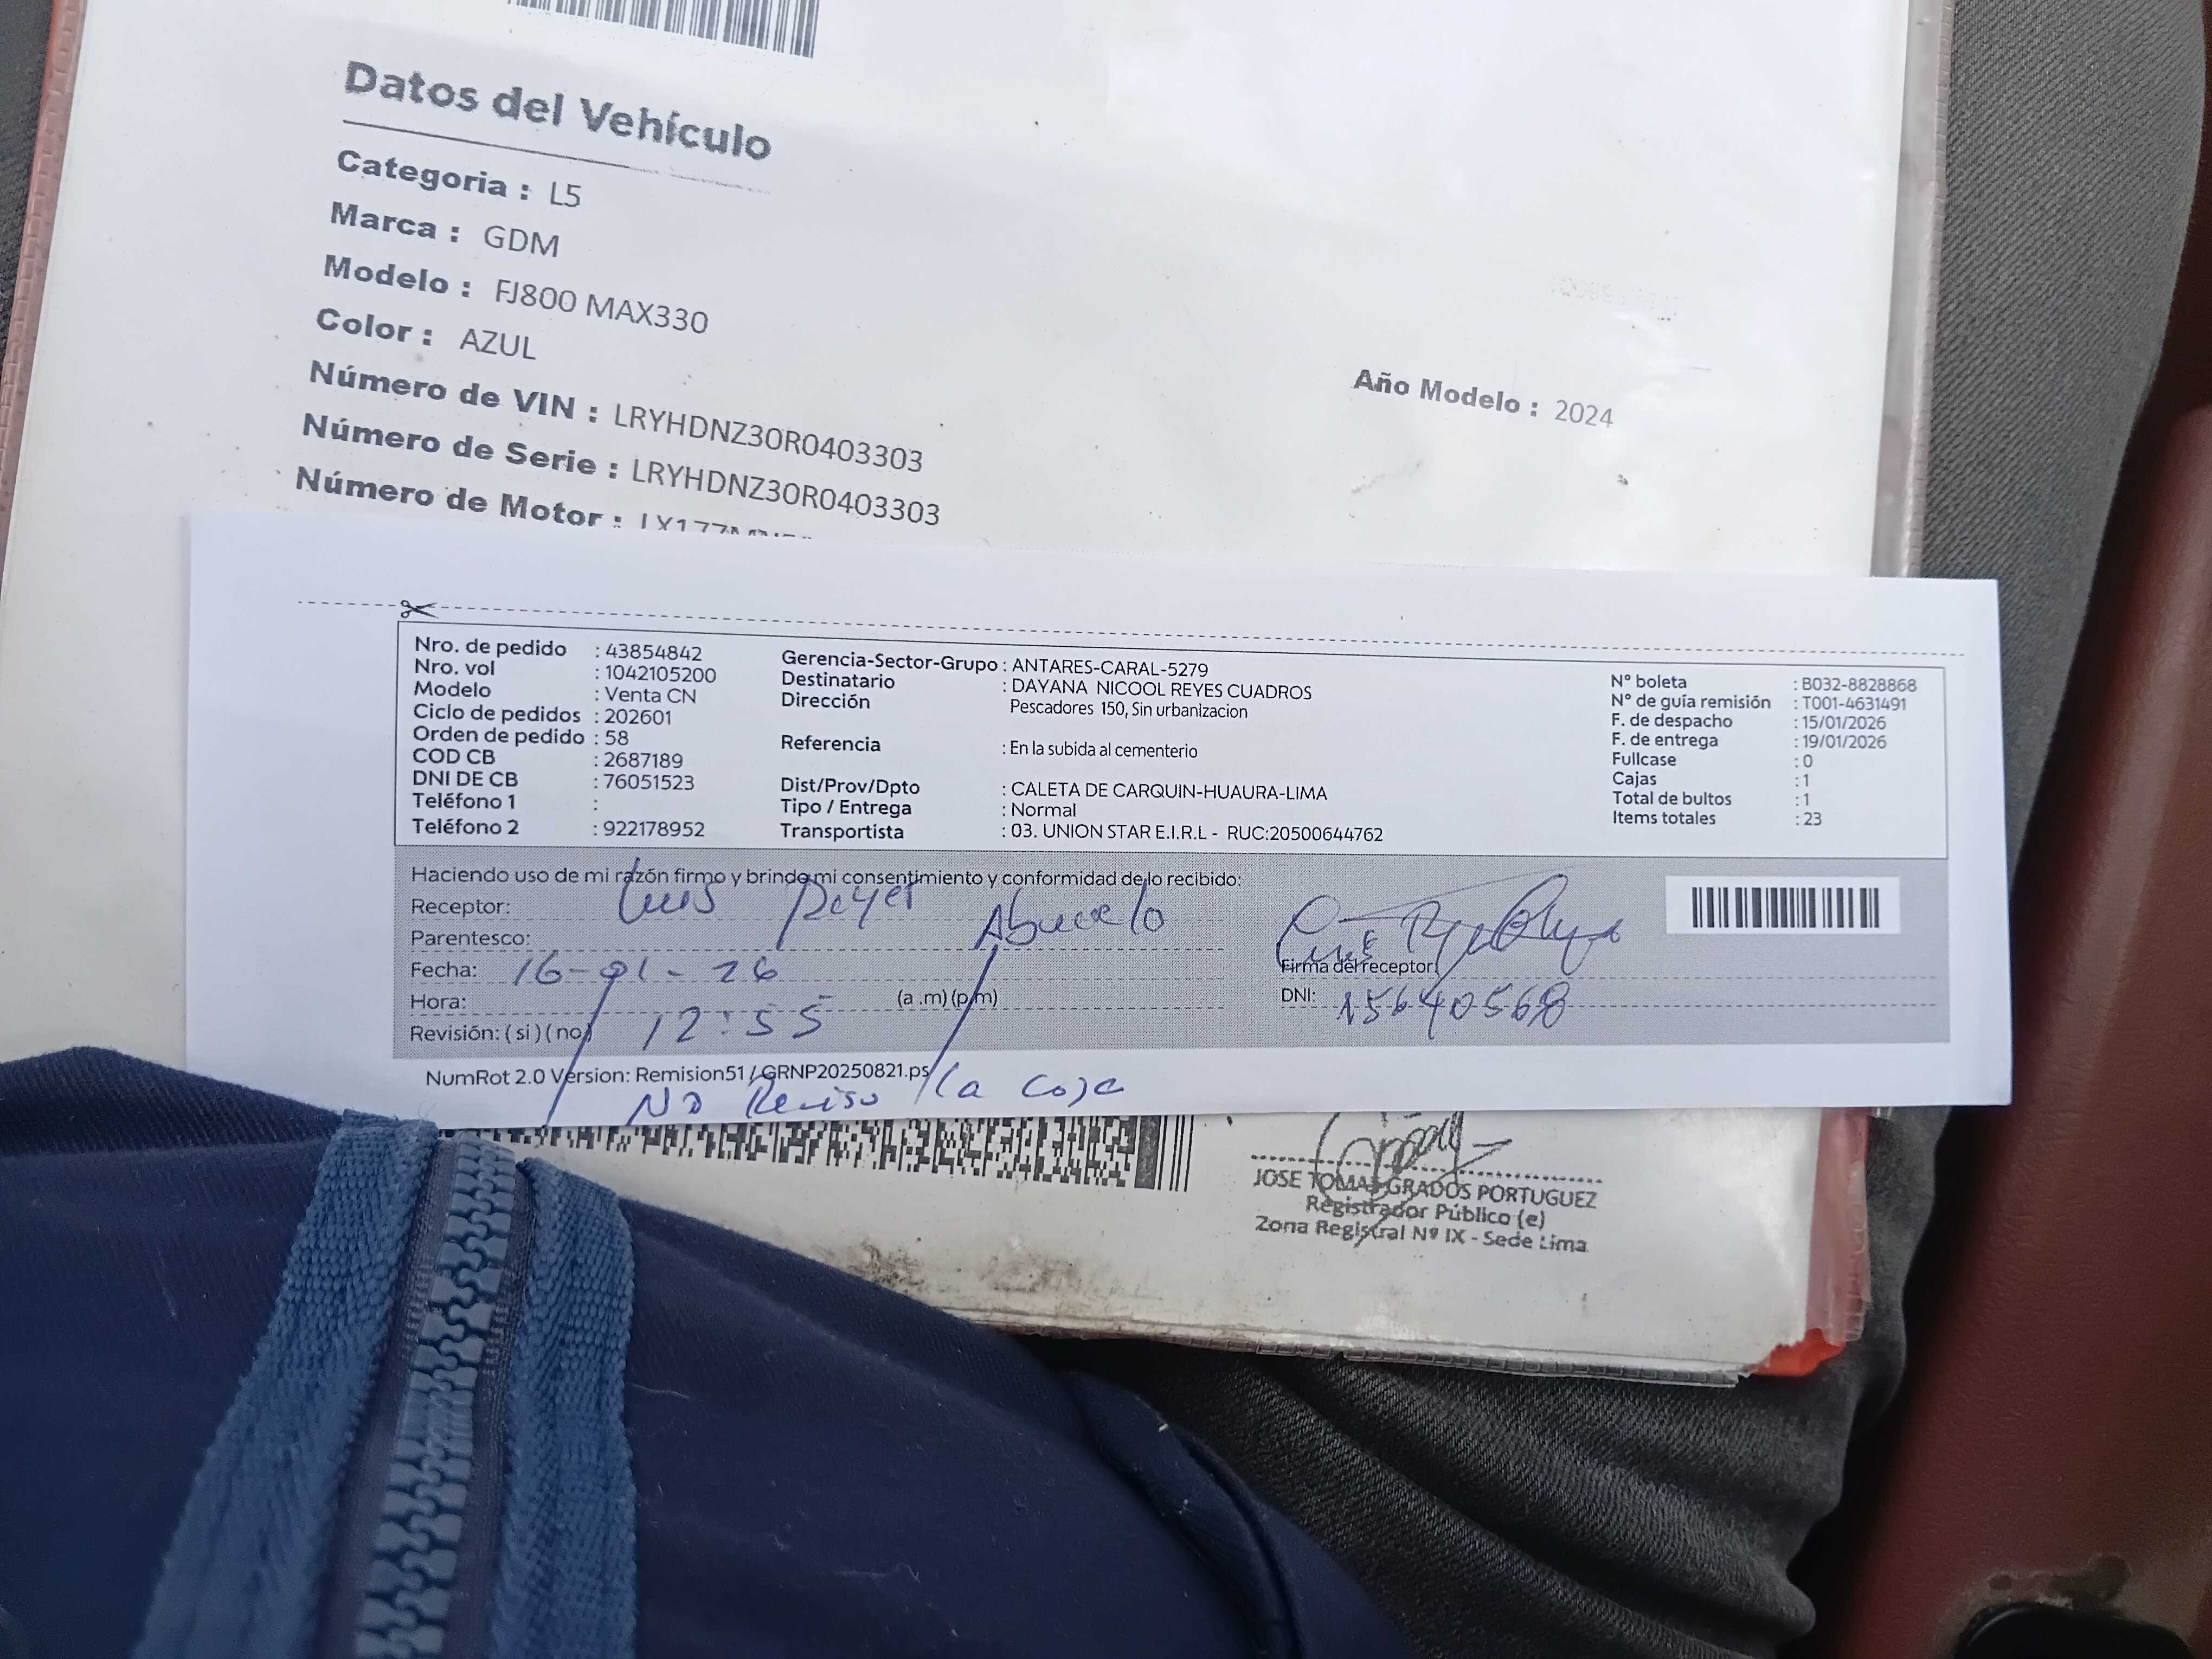 Datos del Vehículo
Categoria : L5
Marca : GDM
Modelo : FJ800 MAX330
Color : AZUL
Número de VIN : LRYHDNZ30R0403303
Año Modelo : 2024
Número de Serie : LRYHDNZ30R0403303
Número de Motor :
Nro. de pedido : 43854842
Nro. vol : 1042105200
Modelo : Venta CN
Ciclo de pedidos : 202601
Orden de pedido : 58
COD CB : 2687189
DNI DE CB : 76051523
Teléfono 1 :
Teléfono 2 : 922178952
Gerencia-Sector-Grupo : ANTARES-CARAL-5279
Destinatario : DAYANA NICOOL REYES CUADROS
Dirección Pescadores 150, Sin urbanizacion
Referencia : En la subida al cementerio
Dist/Prov/Dpto : CALETA DE CARQUIN-HUAURA-LIMA
Tipo / Entrega : Normal
Transportista : 03. UNION STAR E.I.R.L - RUC:20500644762
N° boleta : B032-8828868
N° de guía remisión : T001-4631491
F. de despacho : 15/01/2026
F. de entrega : 19/01/2026
Fullcase : 0
Cajas : 1
Total de bultos : 1
Items totales : 23
Haciendo uso de mi razón firmo y brindo mi consentimiento y conformidad de lo recibido:
Receptor: Luis Reyes
Parentesco: Abuelo
Fecha: 16-01-26
Hora: 12:55 (a .m) (p.m)
Revisión: ( si ) ( no )
Firma del receptor
DNI: 15640568
NumRot 2.0 Version: Remision51 / GRNP20250821.ps
No Reviso la caja
JOSE TOMAS GRADOS PORTUGUEZ
Registrador Público (e)
Zona Registral Nº IX - Sede Lima